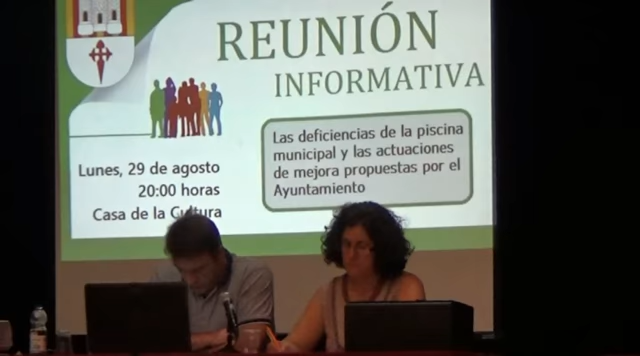 REUNIÓN
INFORMATIVA
Las deficiencias de la piscina
municipal y las actuaciones
de mejora propuestas por el
Ayuntamiento
Lunes, 29 de agosto
20:00 horas
Casa de la Cultura